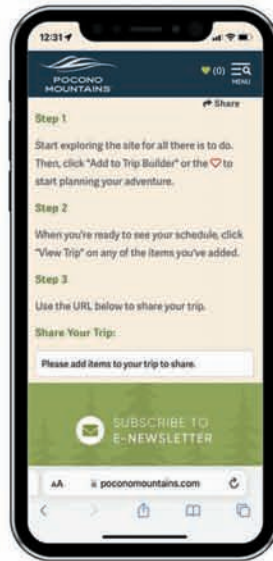 12:31
POCONO
MOUNTAINS
(0)
MENU
Share
Step 1
Start exploring the site for all there is to do.
Then, click "Add to Trip Builder" or the to
start planning your adventure.
Step 2
When you're ready to see your schedule, click
"View Trip" on any of the items you've added.
Step 3
Use the URL below to share your trip.
Share Your Trip:
Please add items to your trip to share.
SUBSCRIBE TO
E-NEWSLETTER
AA poconomountains.com